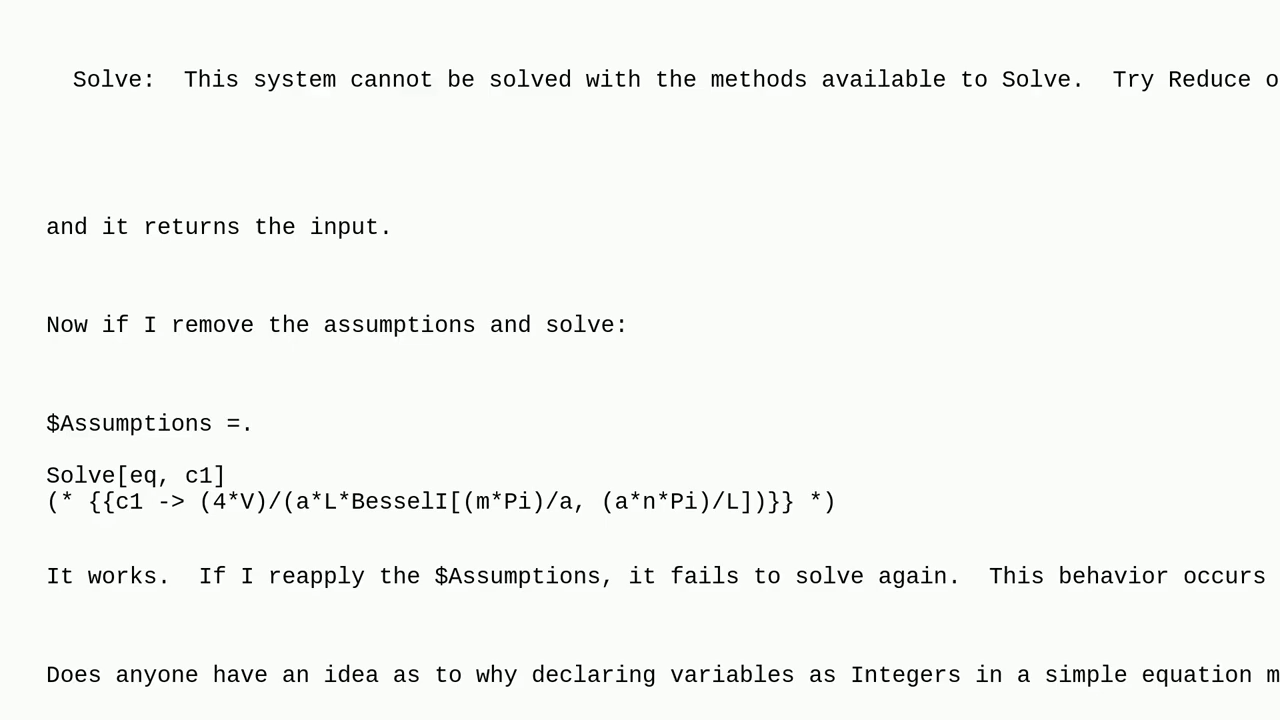 Solve:  This system cannot be solved with the methods available to Solve.  Try Reduce
and it returns the input.
Now if I remove the assumptions and solve:
$Assumptions =.
Solve[eq, c1]
(* {{c1 -> (4*V)/(a*L*BesselI[(m*Pi)/a, (a*n*Pi)/L])}} *)
It works.  If I reapply the $Assumptions, it fails to solve again.  This behavior occurs
Does anyone have an idea as to why declaring variables as Integers in a simple equation